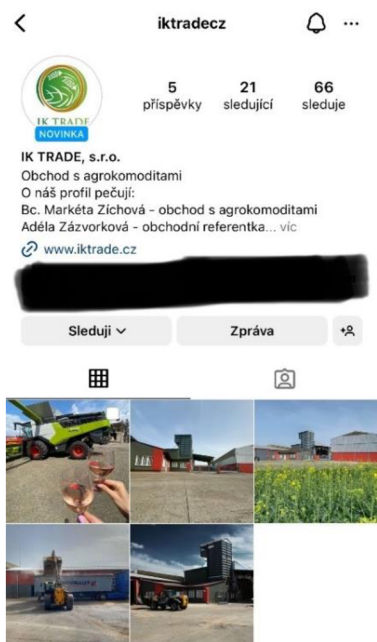 iktradecz
IK TRADE
NOVINKA
5 21 66
příspěvky sledující sleduje
IK TRADE, s.r.o.
Obchod s agrokomoditami
O náš profil pečují:
Bc. Markéta Zíchová - obchod s agrokomoditami
Adéla Zázvorková - obchodní referentka... víc
www.iktrade.cz
Sleduji
Zpráva